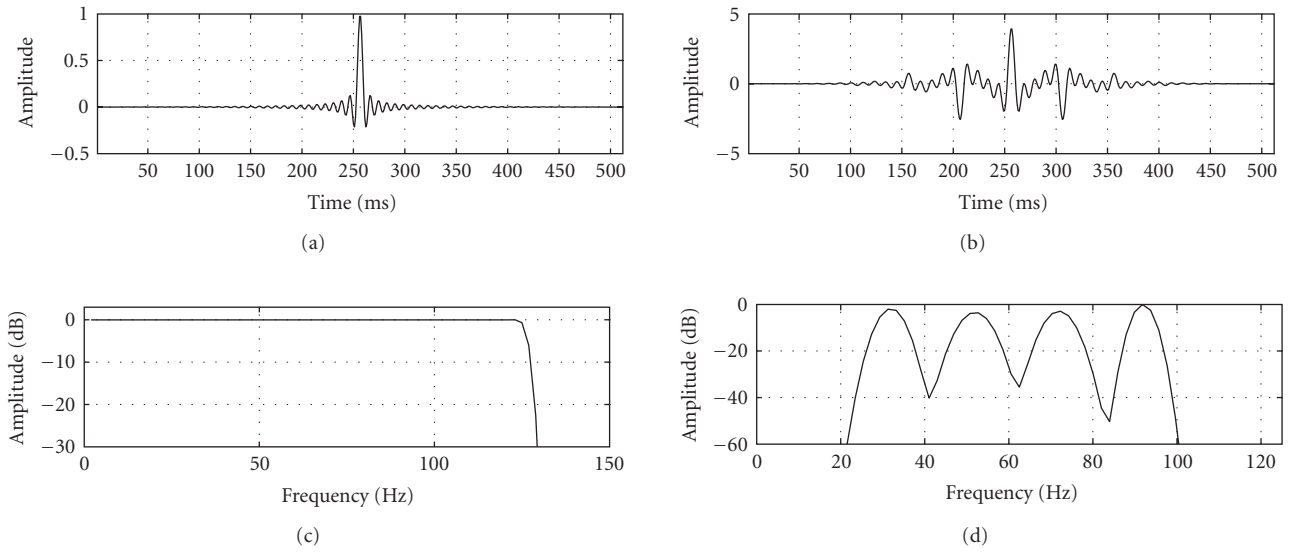 1
0.5
0
−0.5
Amplitude
50 100 150 200 250 300 350 400 450 500
Time (ms)
(a)
5
0
−5
Amplitude
50 100 150 200 250 300 350 400 450 500
Time (ms)
(b)
0
−10
−20
−30
Amplitude (dB)
0 50 100 150
Frequency (Hz)
(c)
0
−20
−40
−60
Amplitude (dB)
0 20 40 60 80 100 120
Frequency (Hz)
(d)